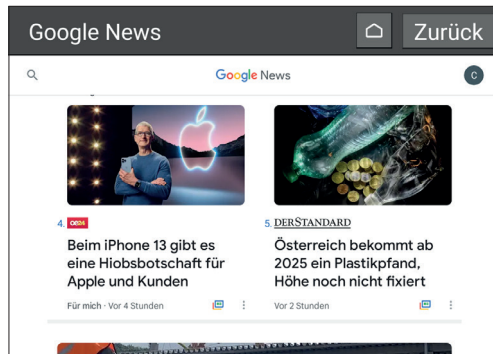 Google News
Zurück
Google News
C
4. OE24
Beim iPhone 13 gibt es
eine Hiobsbotschaft für
Apple und Kunden
Für mich · Vor 4 Stunden
5. DERSTANDARD
Österreich bekommt ab
2025 ein Plastikpfand,
Höhe noch nicht fixiert
Vor 2 Stunden